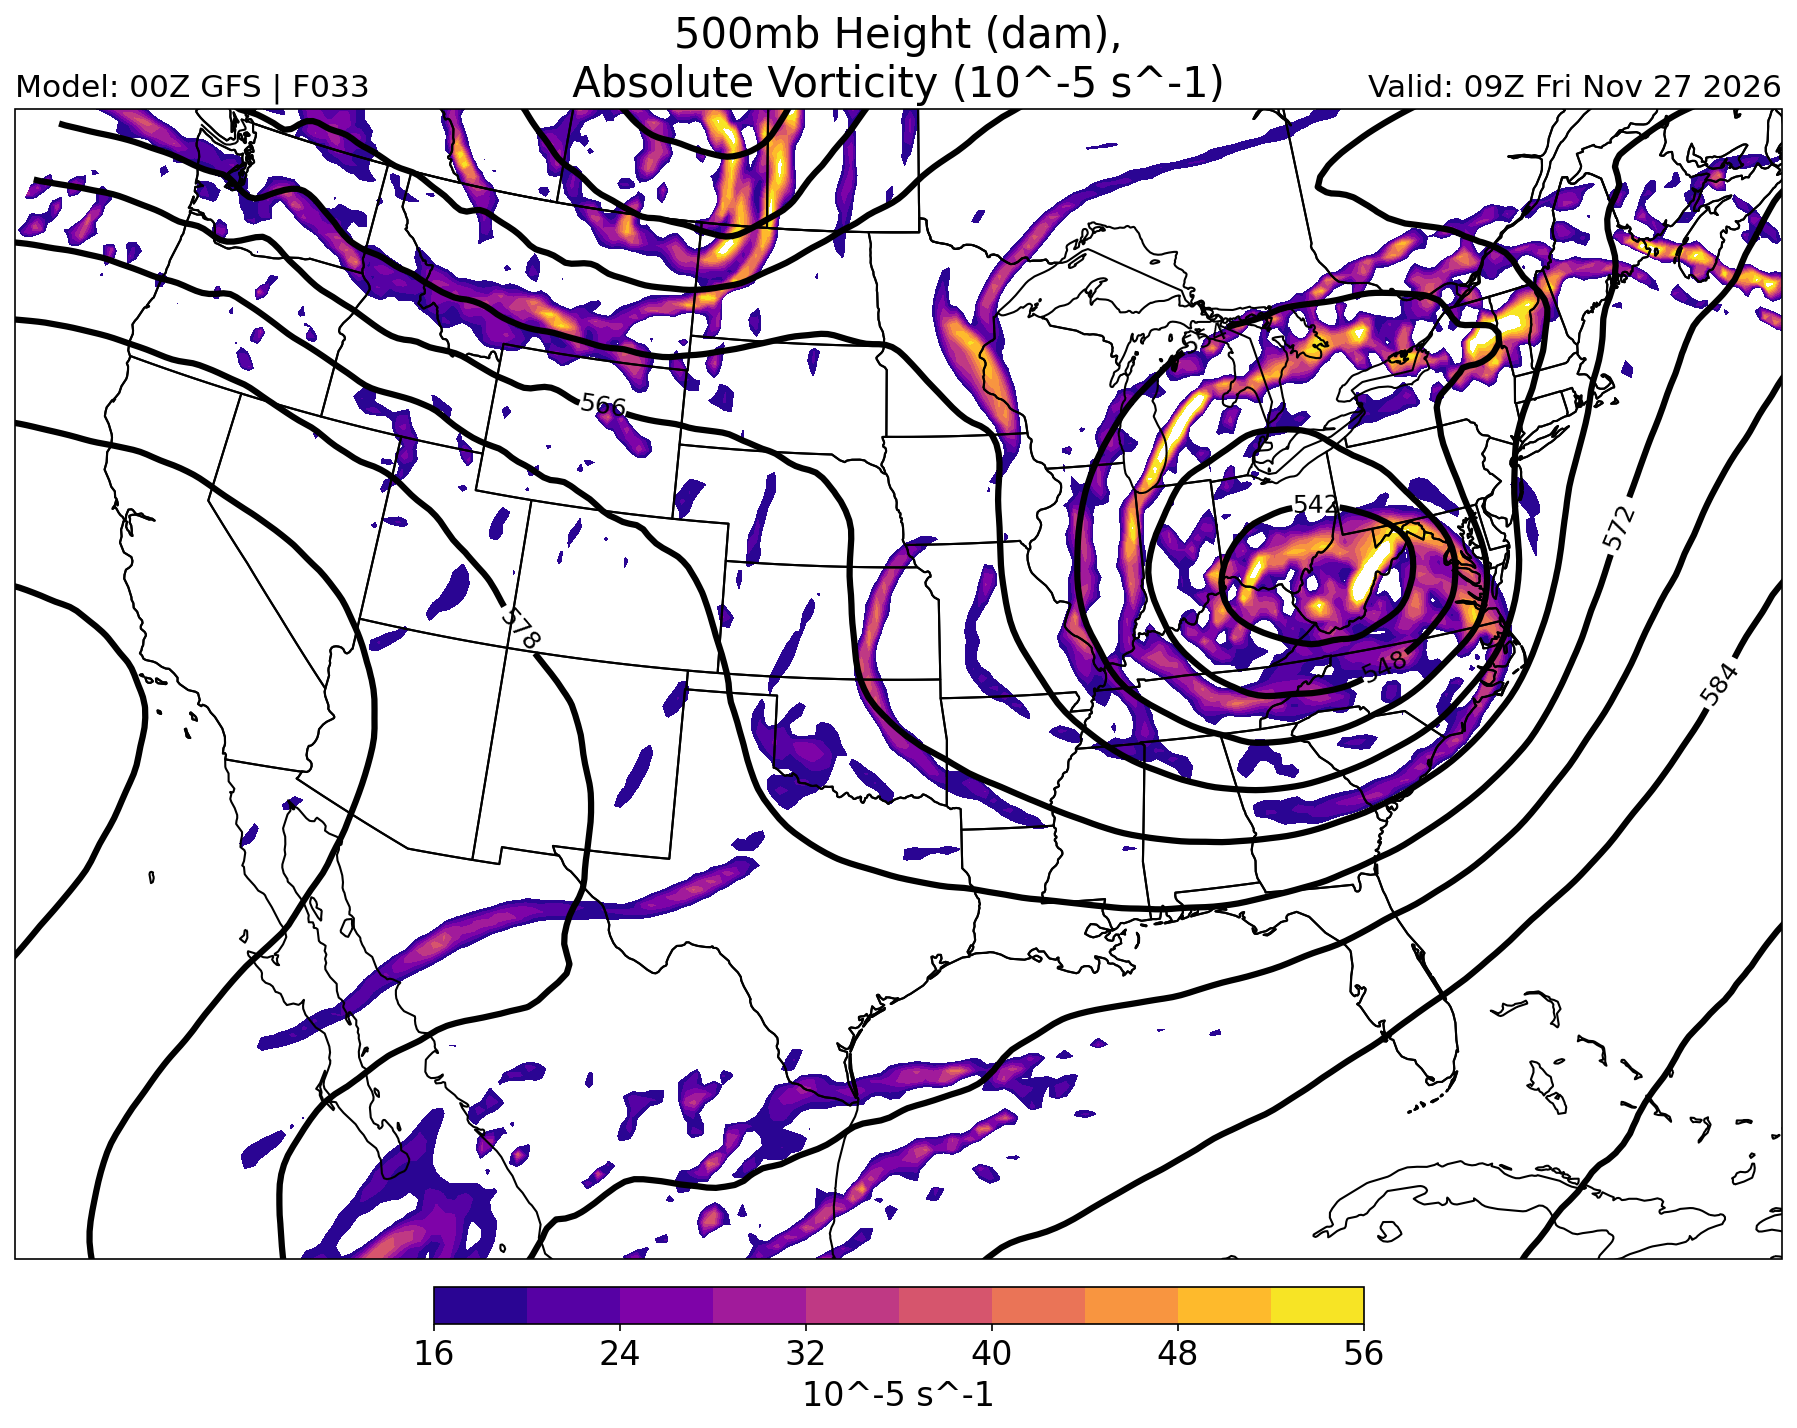 500mb Height (dam),
Absolute Vorticity (10^-5 s^-1)
Model: 00Z GFS | F033
Valid: 09Z Fri Nov 27 2026
566
542
572
578
548
584
16 24 32 40 48 56
10^-5 s^-1